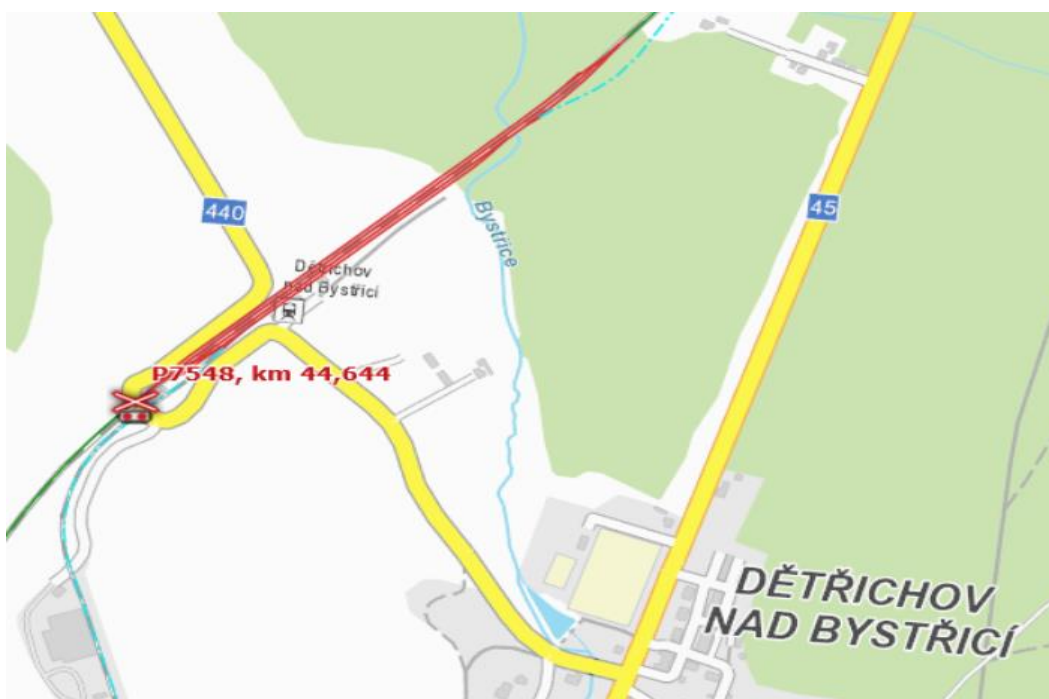 440
45
Bystřice
Dětřichov
nad Bystřicí
P7548, km 44,644
DĚTŘICHOV
NAD BYSTŘICÍ